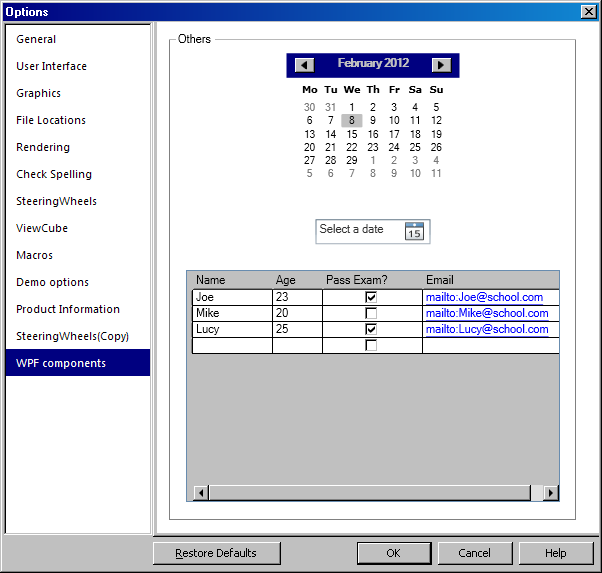 Options
General
User Interface
Graphics
File Locations
Rendering
Check Spelling
SteeringWheels
ViewCube
Macros
Demo options
Product Information
SteeringWheels(Copy)
WPF components
Others
February 2012
Mo Tu We Th Fr Sa Su
30 31 1 2 3 4 5
6 7 8 9 10 11 12
13 14 15 16 17 18 19
20 21 22 23 24 25 26
27 28 29 1 2 3 4
5 6 7 8 9 10 11
Select a date 15
Name Age Pass Exam? Email
Joe 23 mailto:Joe@school.com
Mike 20 mailto:Mike@school.com
Lucy 25 mailto:Lucy@school.com
Restore Defaults OK Cancel Help